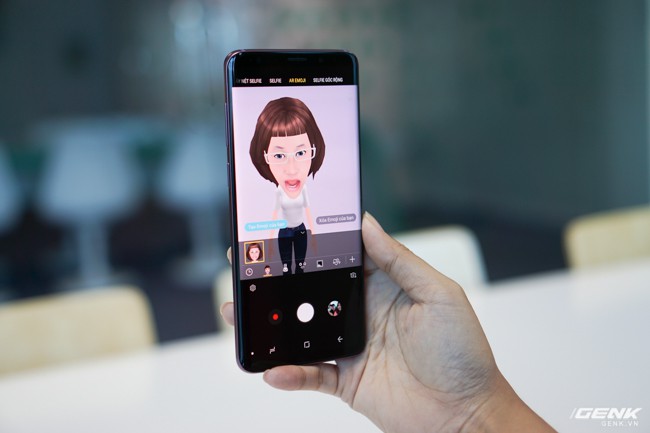 NÉT SELFIE SELFIE AR EMOJI SELFIE GÓC RỘNG
Tạo Emoji của bạn
Xóa Emoji của bạn
GENK
GENK.VN